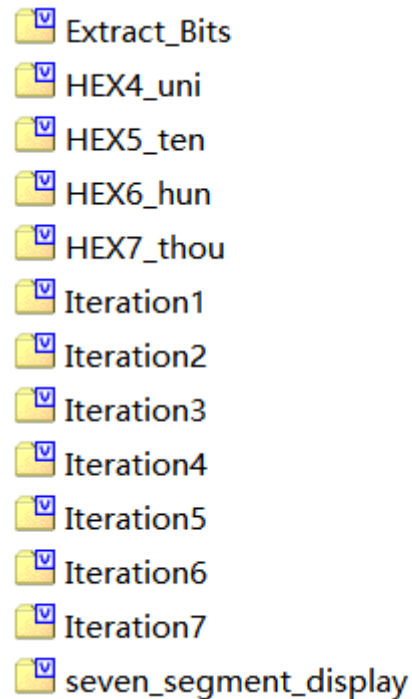 Extract_Bits
HEX4_uni
HEX5_ten
HEX6_hun
HEX7_thou
Iteration1
Iteration2
Iteration3
Iteration4
Iteration5
Iteration6
Iteration7
seven_segment_display